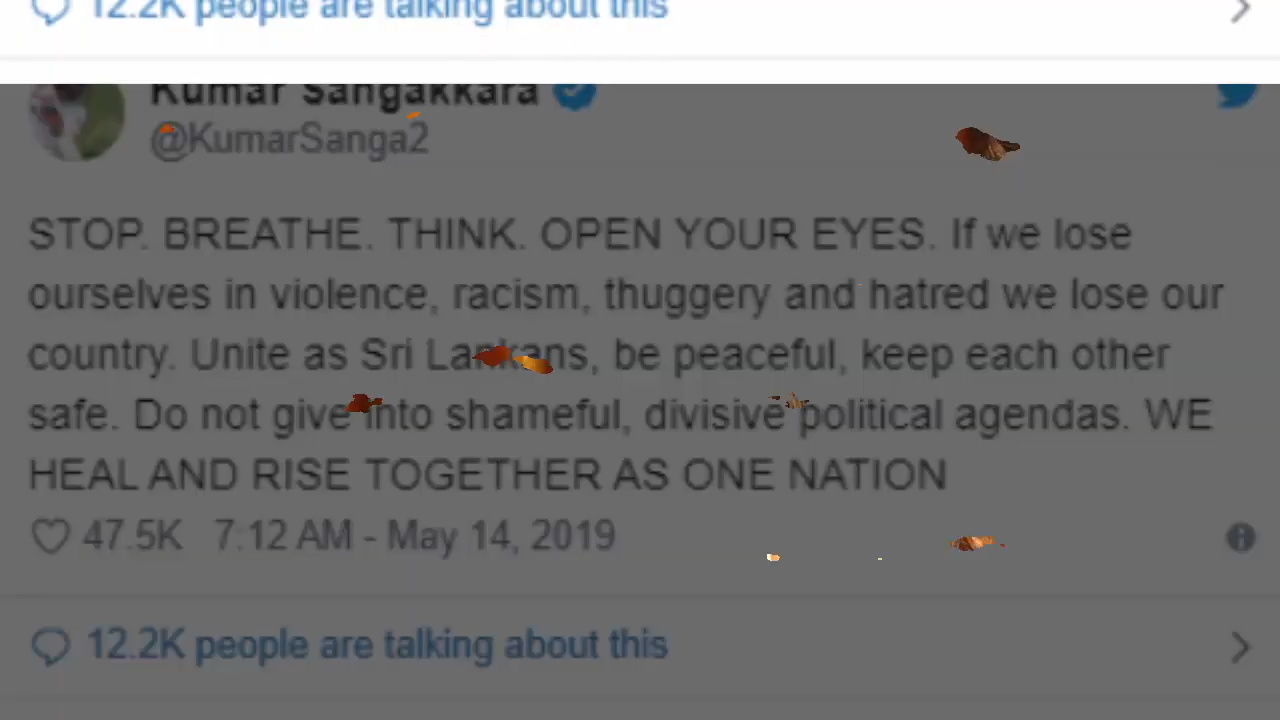 12.2K people are talking about this
Kumar Sangakkara
@KumarSanga2
STOP. BREATHE. THINK. OPEN YOUR EYES. If we lose
ourselves in violence, racism, thuggery and hatred we lose our
country. Unite as Sri Lankans, be peaceful, keep each other
safe. Do not give into shameful, divisive political agendas. WE
HEAL AND RISE TOGETHER AS ONE NATION
47.5K 7:12 AM - May 14, 2019
12.2K people are talking about this